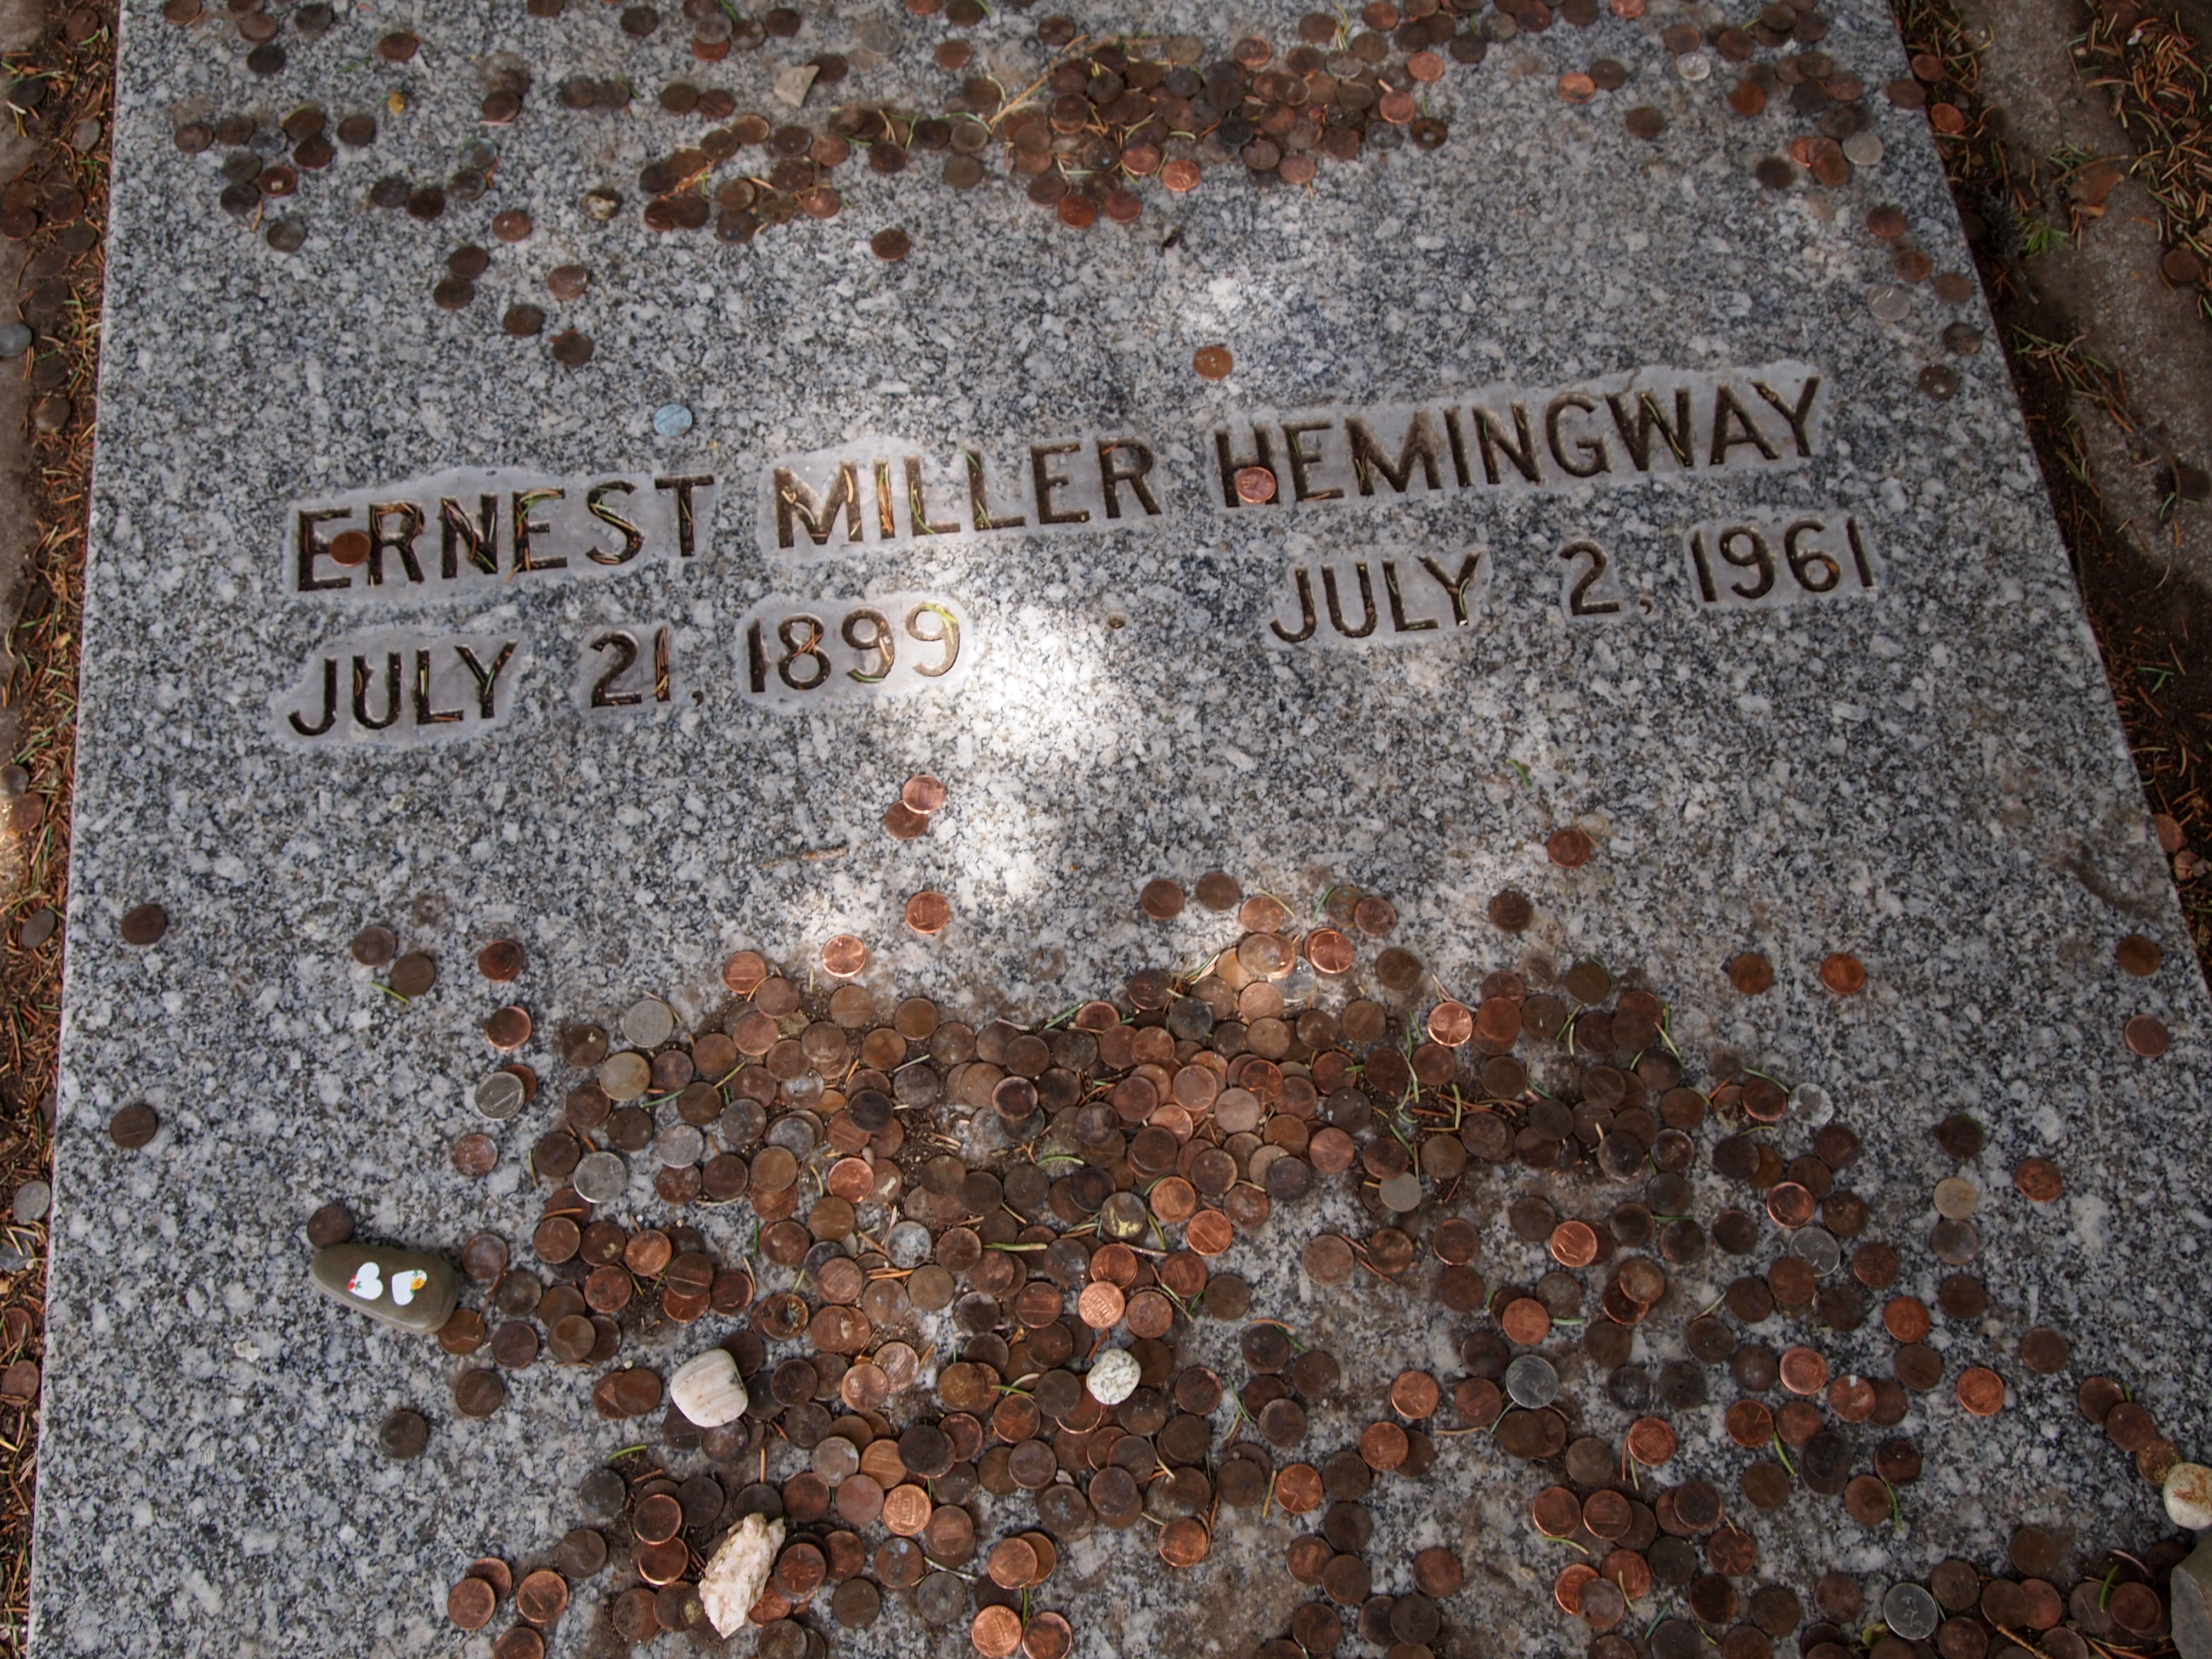 ERNEST MILLER HEMINGWAY
JULY 21, 1899 JULY 2, 1961